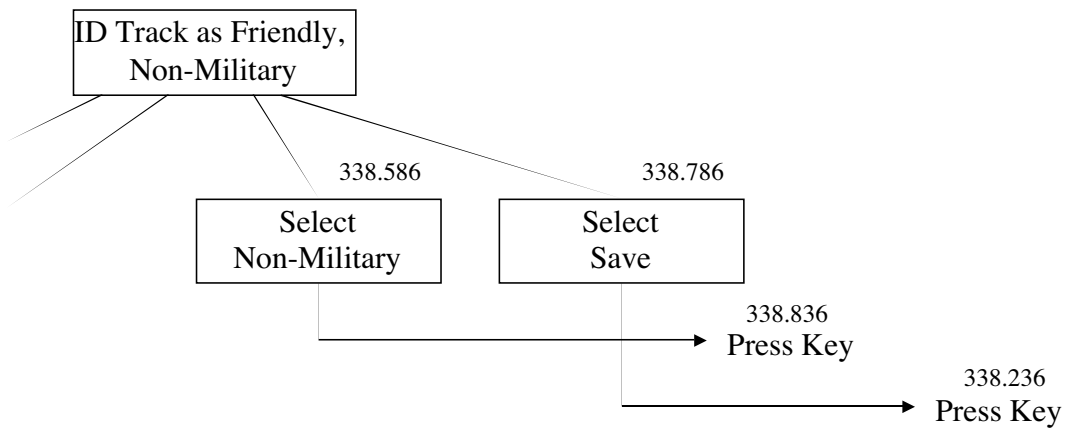 ID Track as Friendly,
Non-Military
338.586
338.786
Select
Non-Military
Select
Save
338.836
Press Key
338.236
Press Key